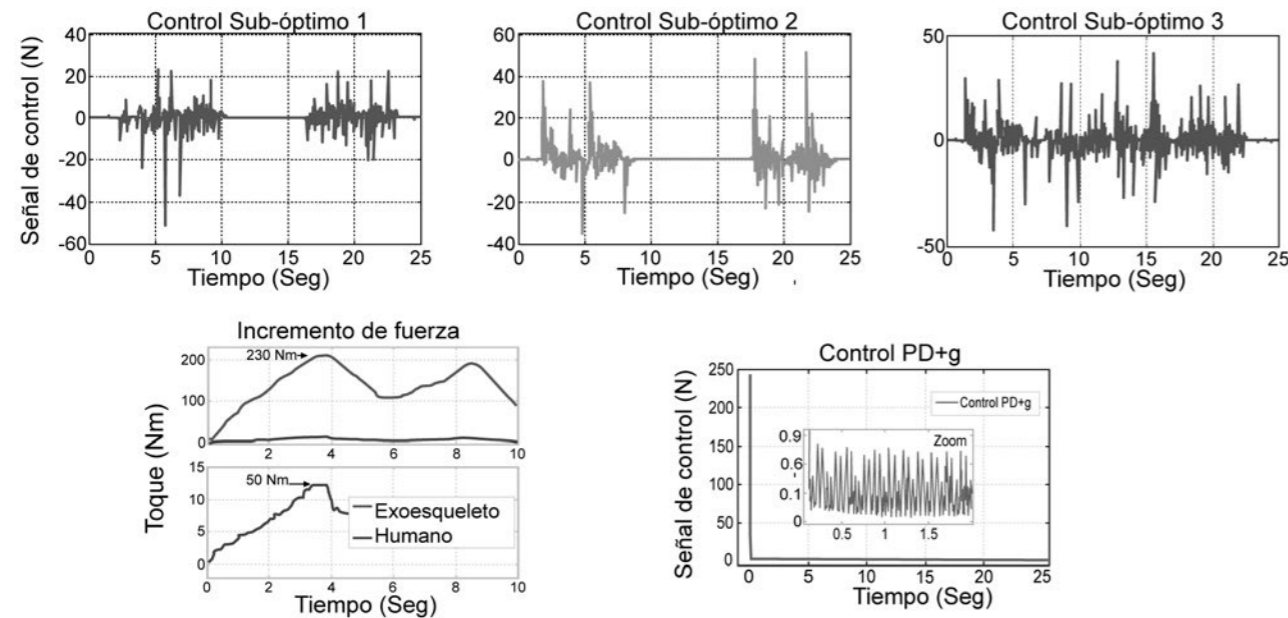 Control Sub-óptimo 1
Señal de control (N)
40
20
0
-20
-40
-60
0 5 10 15 20 25
Tiempo (Seg)
Control Sub-óptimo 2
60
40
20
0
-20
40
0 5 10 15 20 25
Tiempo (Seg)
Control Sub-óptimo 3
50
0
-50
0 5 10 15 20 25
Tiempo (Seg)
Incremento de fuerza
Toque (Nm)
230 Nm
200
100
0
2 4 6 8 10
50 Nm
15
10
5
0
Exoesqueleto
Humano
0 2 4 6 8 10
Tiempo (Seg)
Control PD+g
Señal de control (N)
250
200
150
100
50
0
Control PD+g
Zoom
0.9
0.6
0.1
0
0.5 1 1.5
0 5 10 15 20 25
Tiempo (Seg)